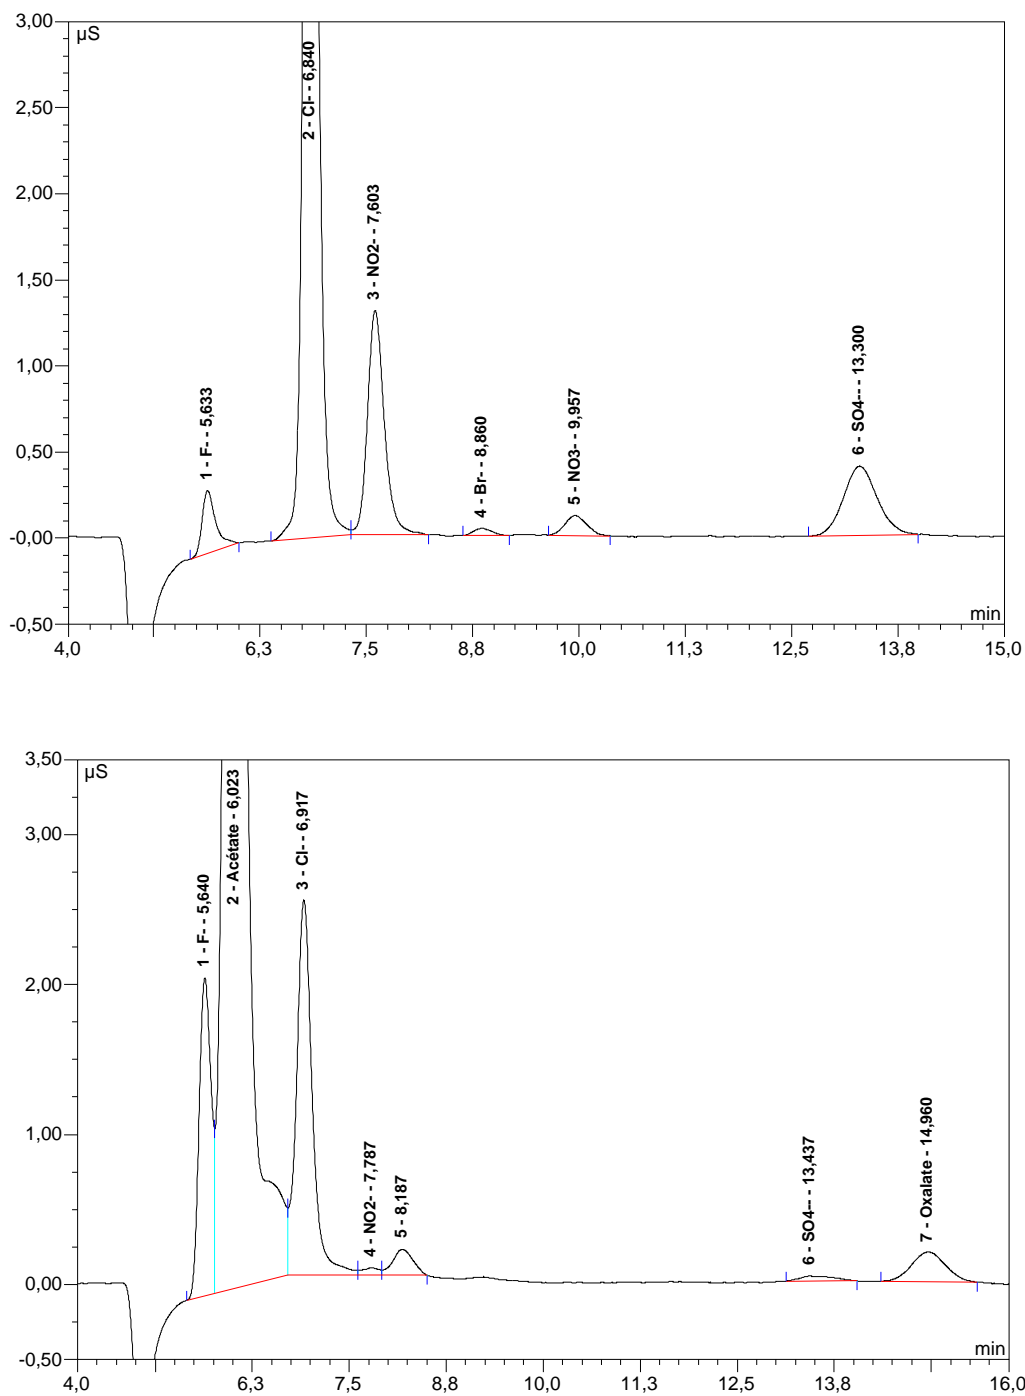 3,00
µS
2,50
2,00
1,50
1,00
0,50
-0,00
-0,50
1 - F- - 5,633
2 - Cl- - 6,840
3 - NO2- - 7,603
4 - Br- - 8,860
5 - NO3- - 9,957
6 - SO4-- - 13,300
min
4,0 6,3 7,5 8,8 10,0 11,3 12,5 13,8 15,0
3,50
µS
3,00
2,00
1,00
0,00
-0,50
1 - F- - 5,640
2 - Acétate - 6,023
3 - Cl- - 6,917
4 - NO2- - 7,787
5 - 8,187
6 - SO4-- - 13,437
7 - Oxalate - 14,960
min
4,0 6,3 7,5 8,8 10,0 11,3 12,5 13,8 16,0